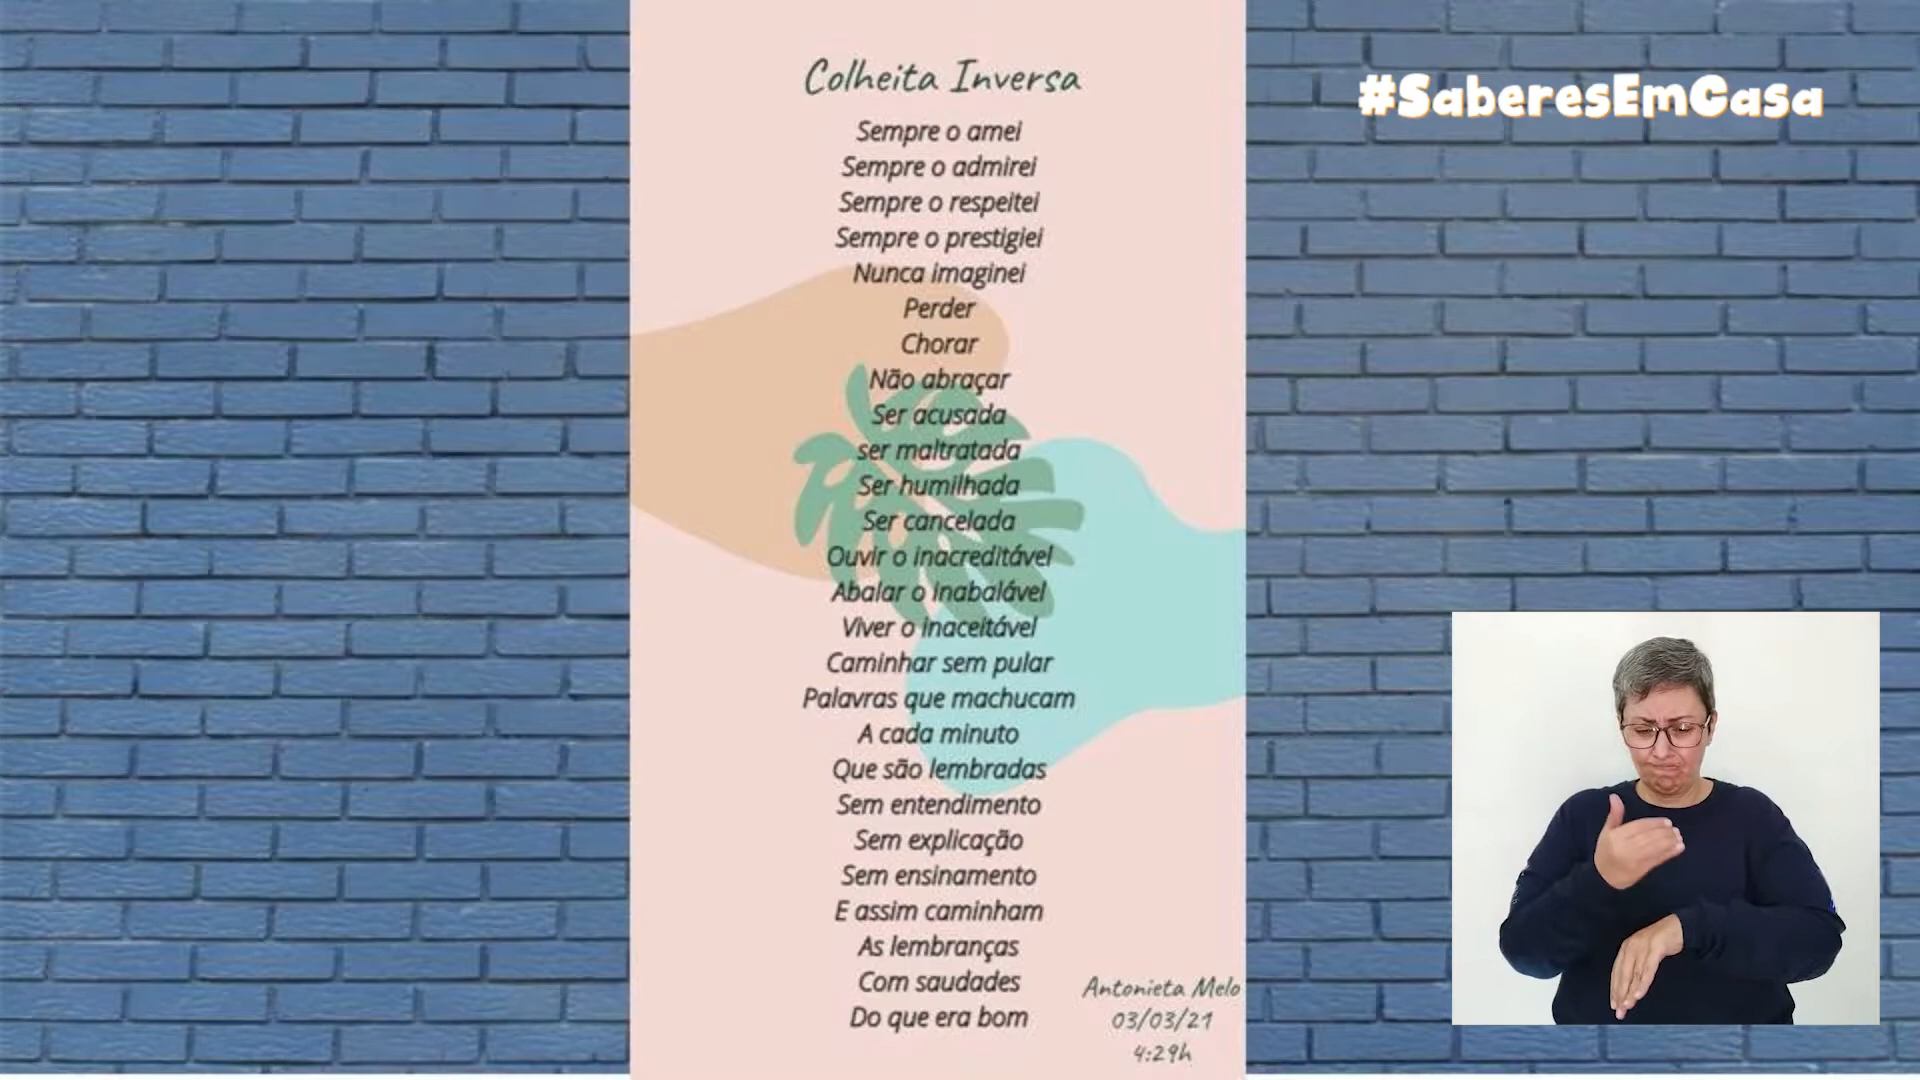 Colheita Inversa
#SaberesEmCasa
Sempre o amei
Sempre o admirei
Sempre o respeitei
Sempre o prestigiei
Nunca imaginei
Perder
Chorar
Não abraçar
Ser acusada
ser maltratada
Ser humilhada
Ser cancelada
Ouvir o inacreditável
Abalar o inabalável
Viver o inaceitável
Caminhar sem pular
Palavras que machucam
A cada minuto
Que são lembradas
Sem entendimento
Sem explicação
Sem ensinamento
E assim caminham
As lembranças
Com saudades
Do que era bom
Antonieta Melo
03/03/21
4:29h